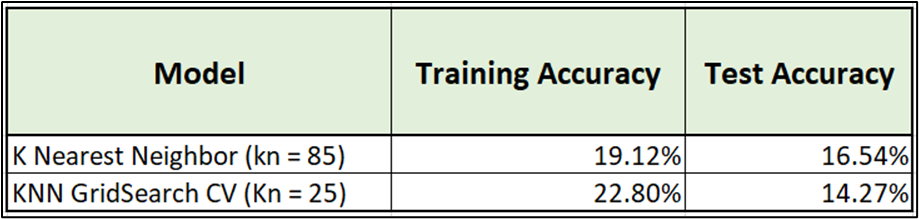 Model Training Accuracy Test Accuracy
K Nearest Neighbor (kn = 85) 19.12% 16.54%
KNN GridSearch CV (Kn = 25) 22.80% 14.27%